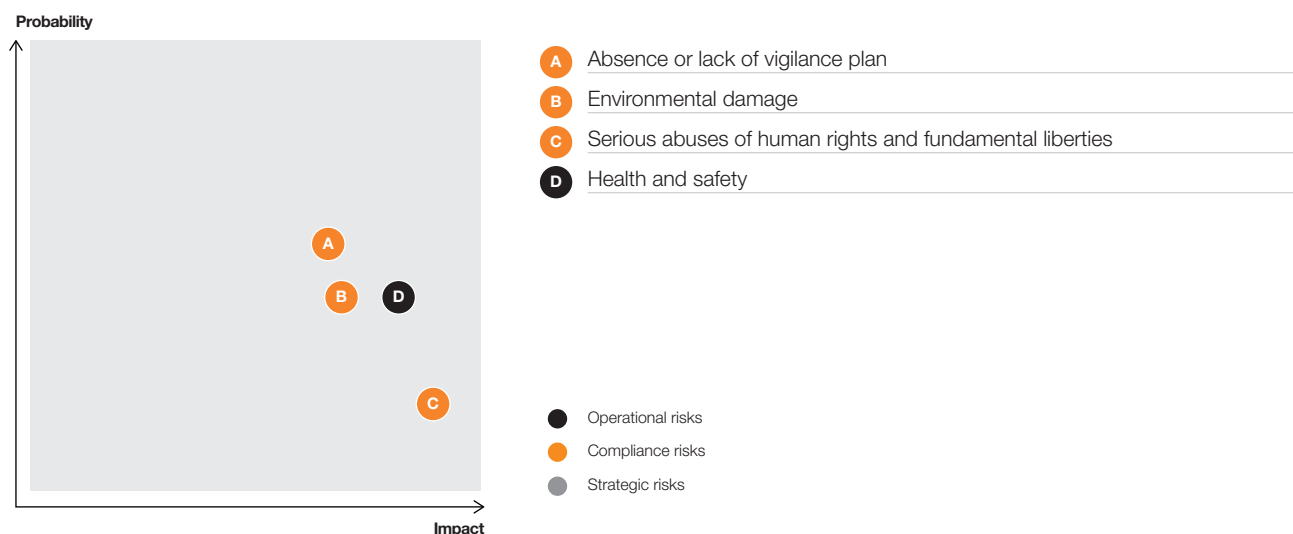 Probability
A Absence or lack of vigilance plan
B Environmental damage
C Serious abuses of human rights and fundamental liberties
D Health and safety
A
B
D
C
Operational risks
Compliance risks
Strategic risks
Impact